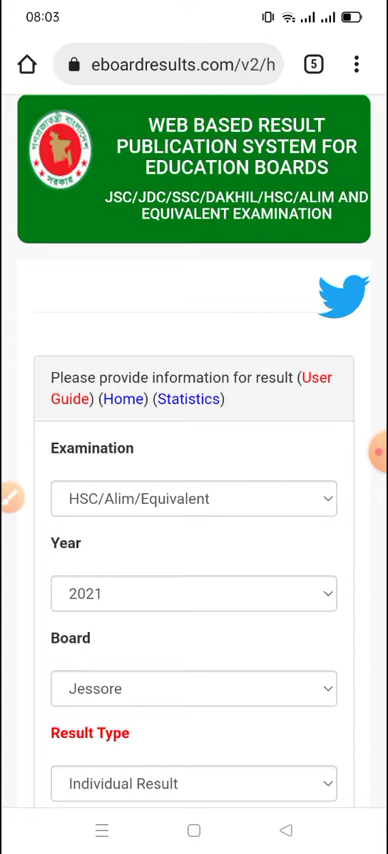 08:03
eboardresults.com/v2/h
5
WEB BASED RESULT
PUBLICATION SYSTEM FOR
EDUCATION BOARDS
JSC/JDC/SSC/DAKHIL/HSC/ALIM AND
EQUIVALENT EXAMINATION
Please provide information for result (User
Guide) (Home) (Statistics)
Examination
HSC/Alim/Equivalent
Year
2021
Board
Jessore
Result Type
Individual Result